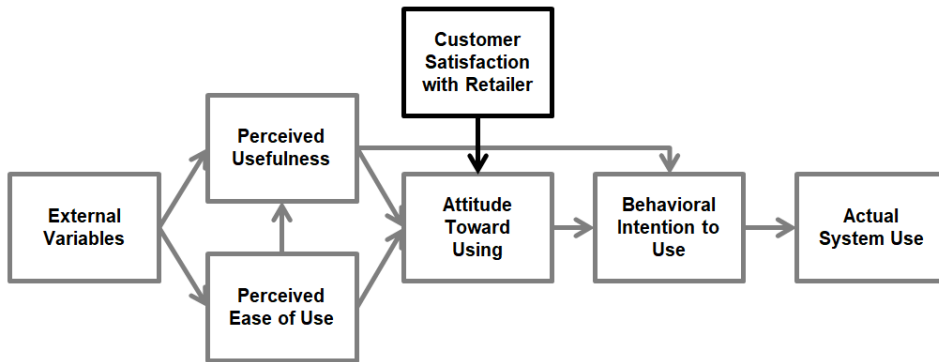 Customer
Satisfaction
with Retailer
Perceived
Usefulness
External
Variables
Attitude
Toward
Using
Behavioral
Intention to
Use
Actual
System Use
Perceived
Ease of Use